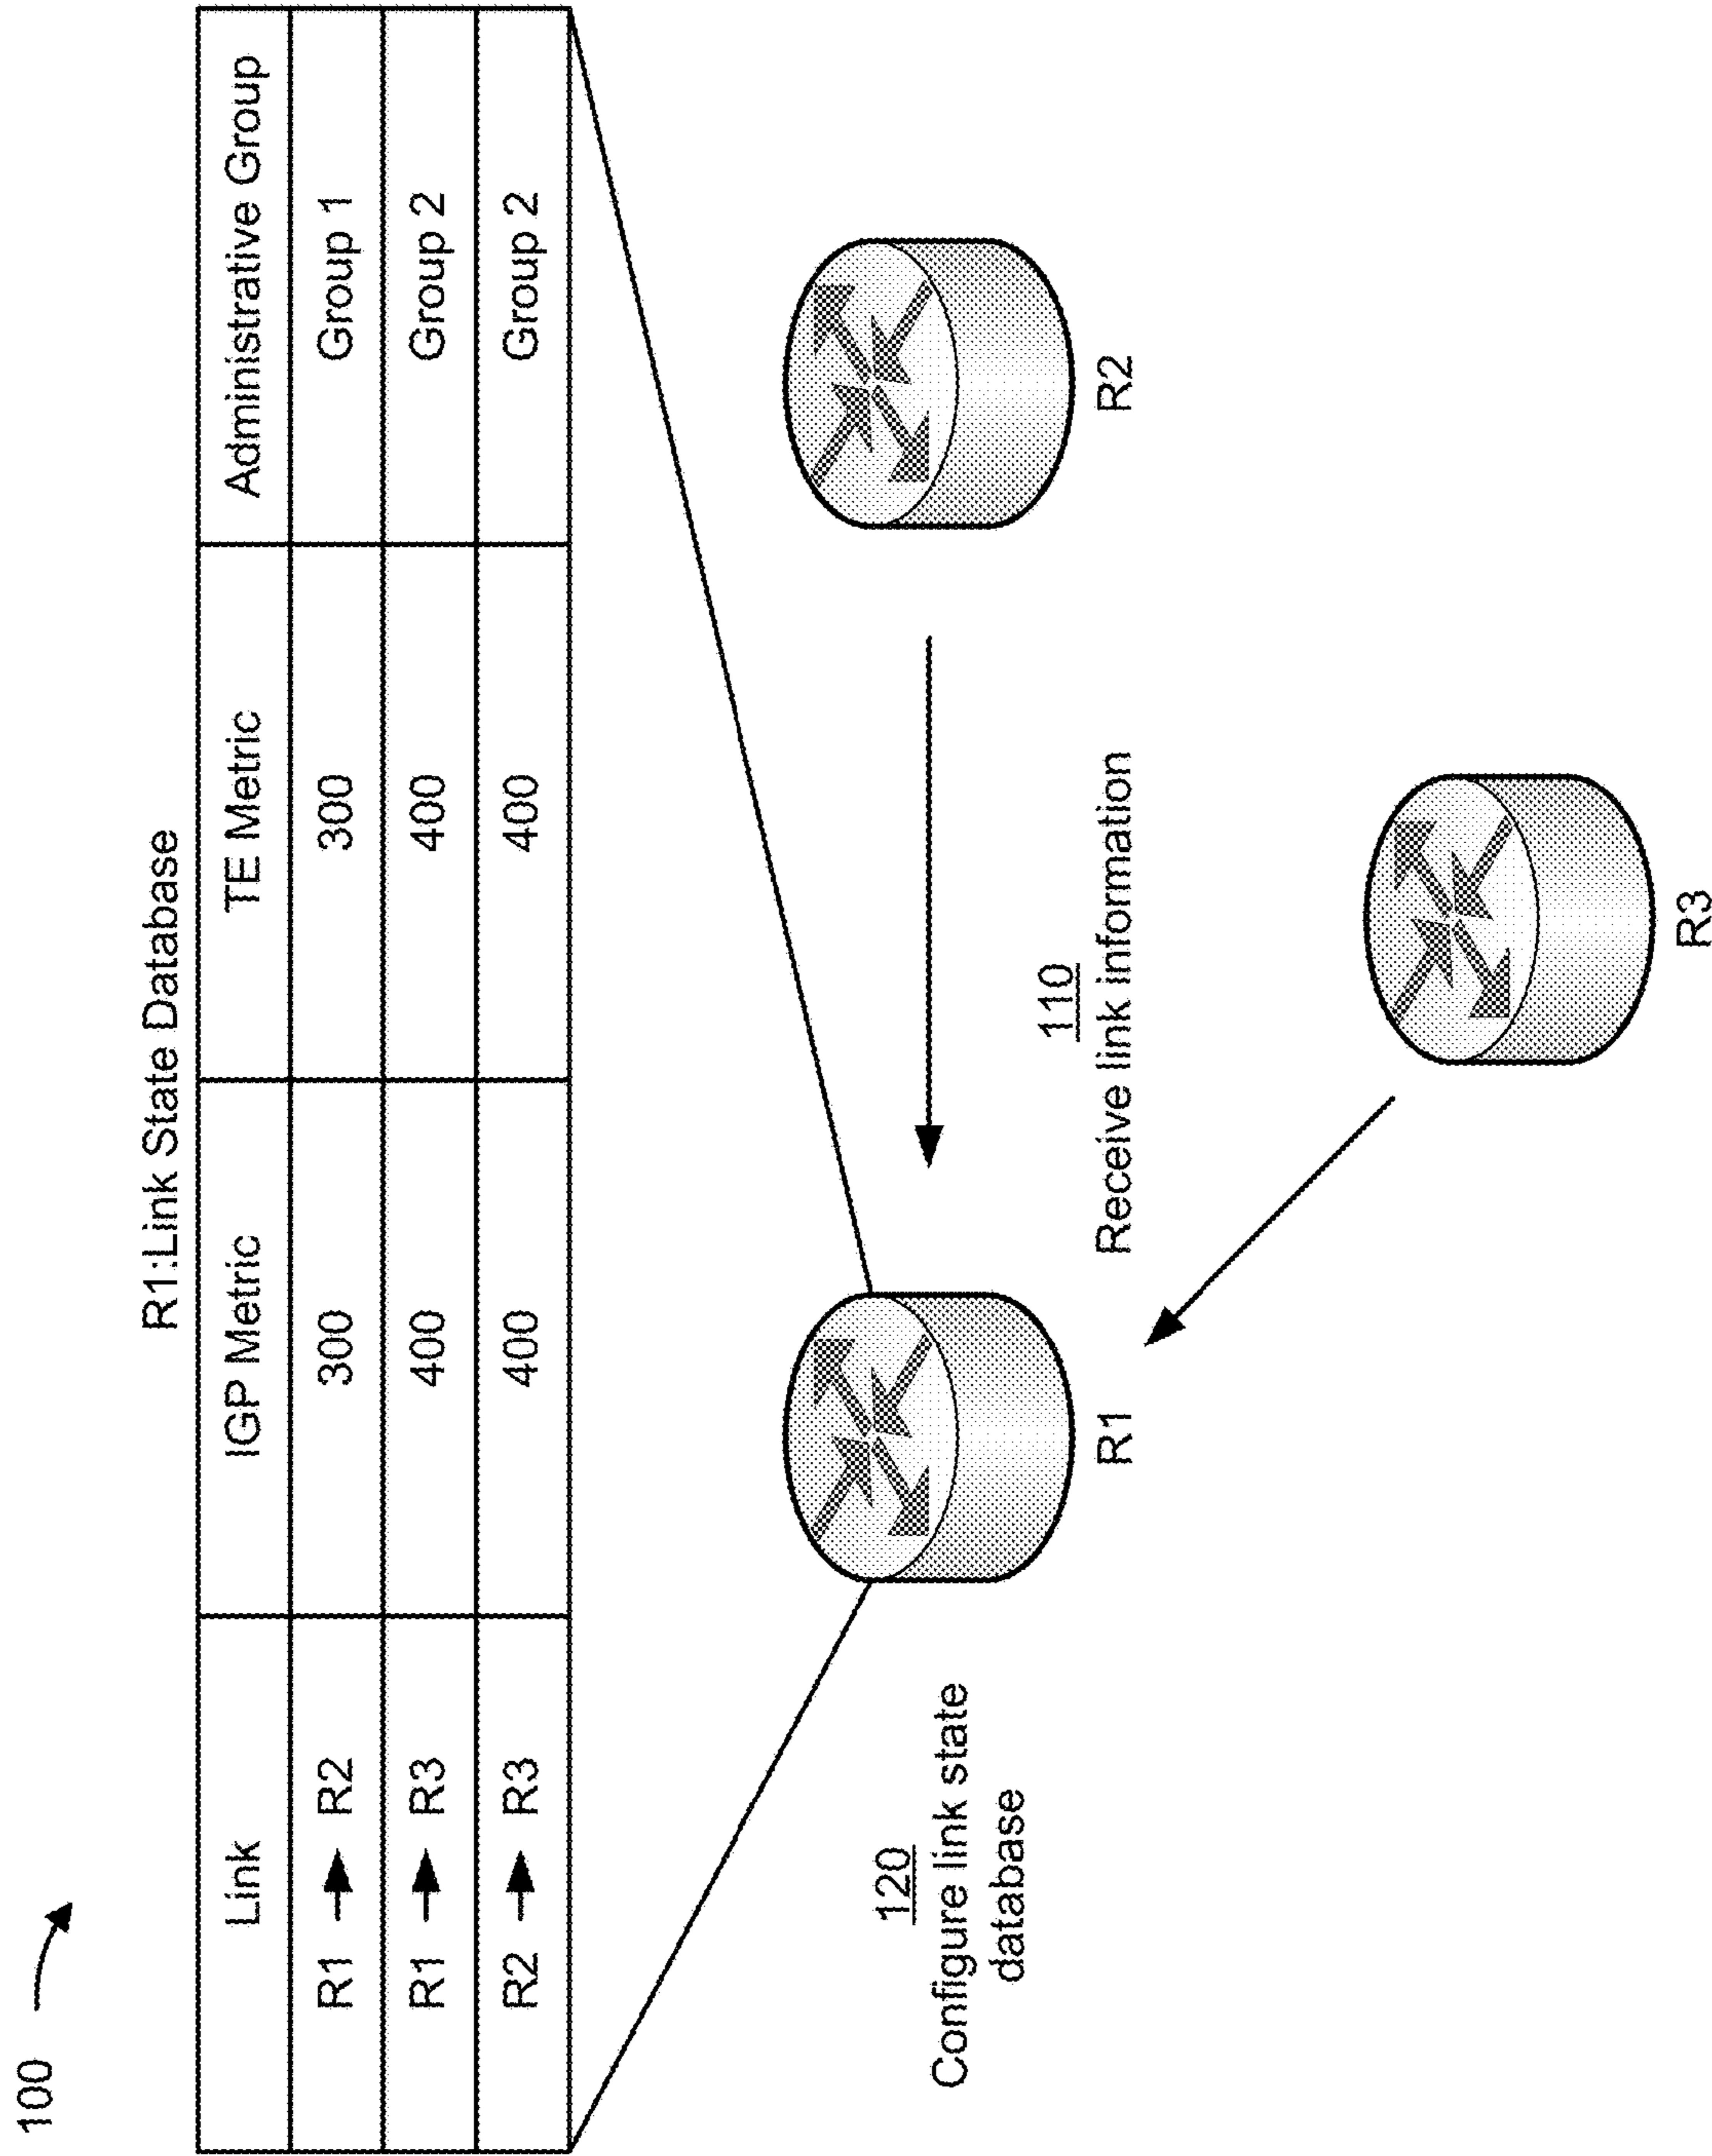 100
R1:Link State Database
Link IGP Metric TE Metric Administrative Group
R1 → R2 300 300 Group 1
R1 → R3 400 400 Group 2
R2 → R3 400 400 Group 2
120
Configure link state
database
R1
110
Receive link information
R2
R3